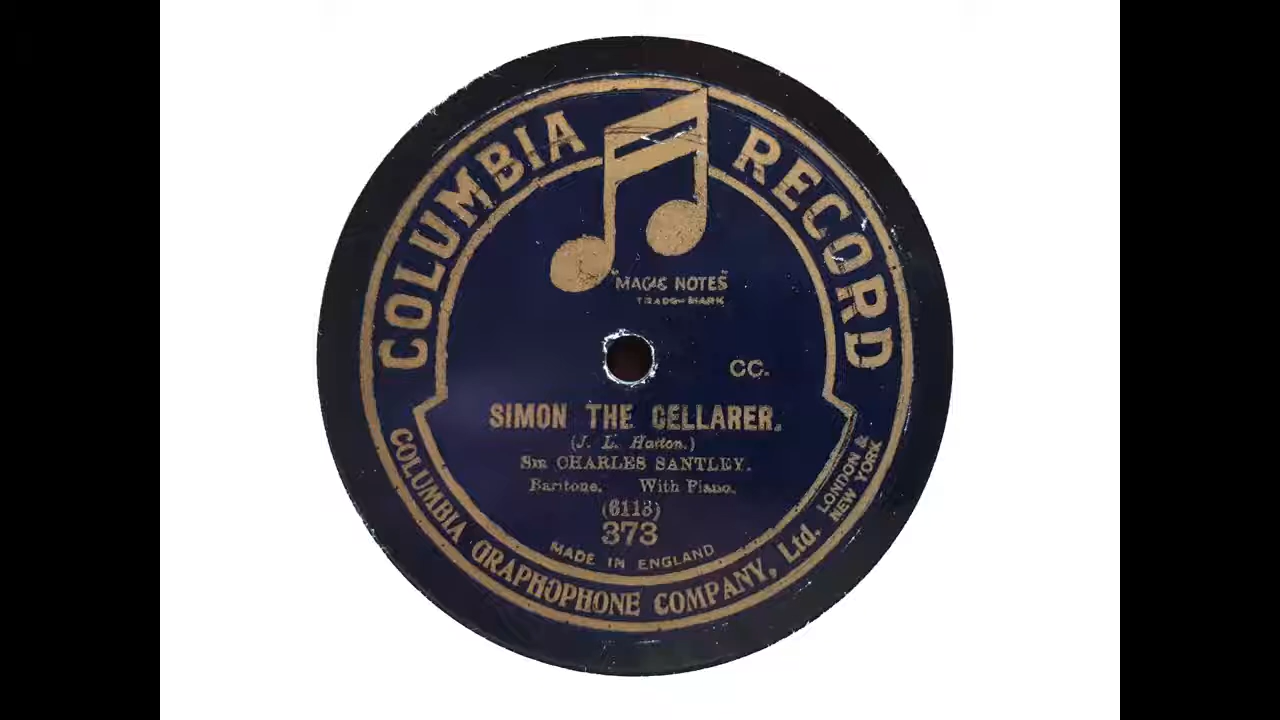 COLUMBIA RECORD
"MAGIC NOTES"
TRADE-MARK
CC.
SIMON THE CELLARER.
(J. L. Hatton.)
SIR CHARLES SANTLEY.
Baritone. With Piano.
(6113)
373
MADE IN ENGLAND
COLUMBIA GRAPHOPHONE COMPANY, Ltd. LONDON &
NEW YORK